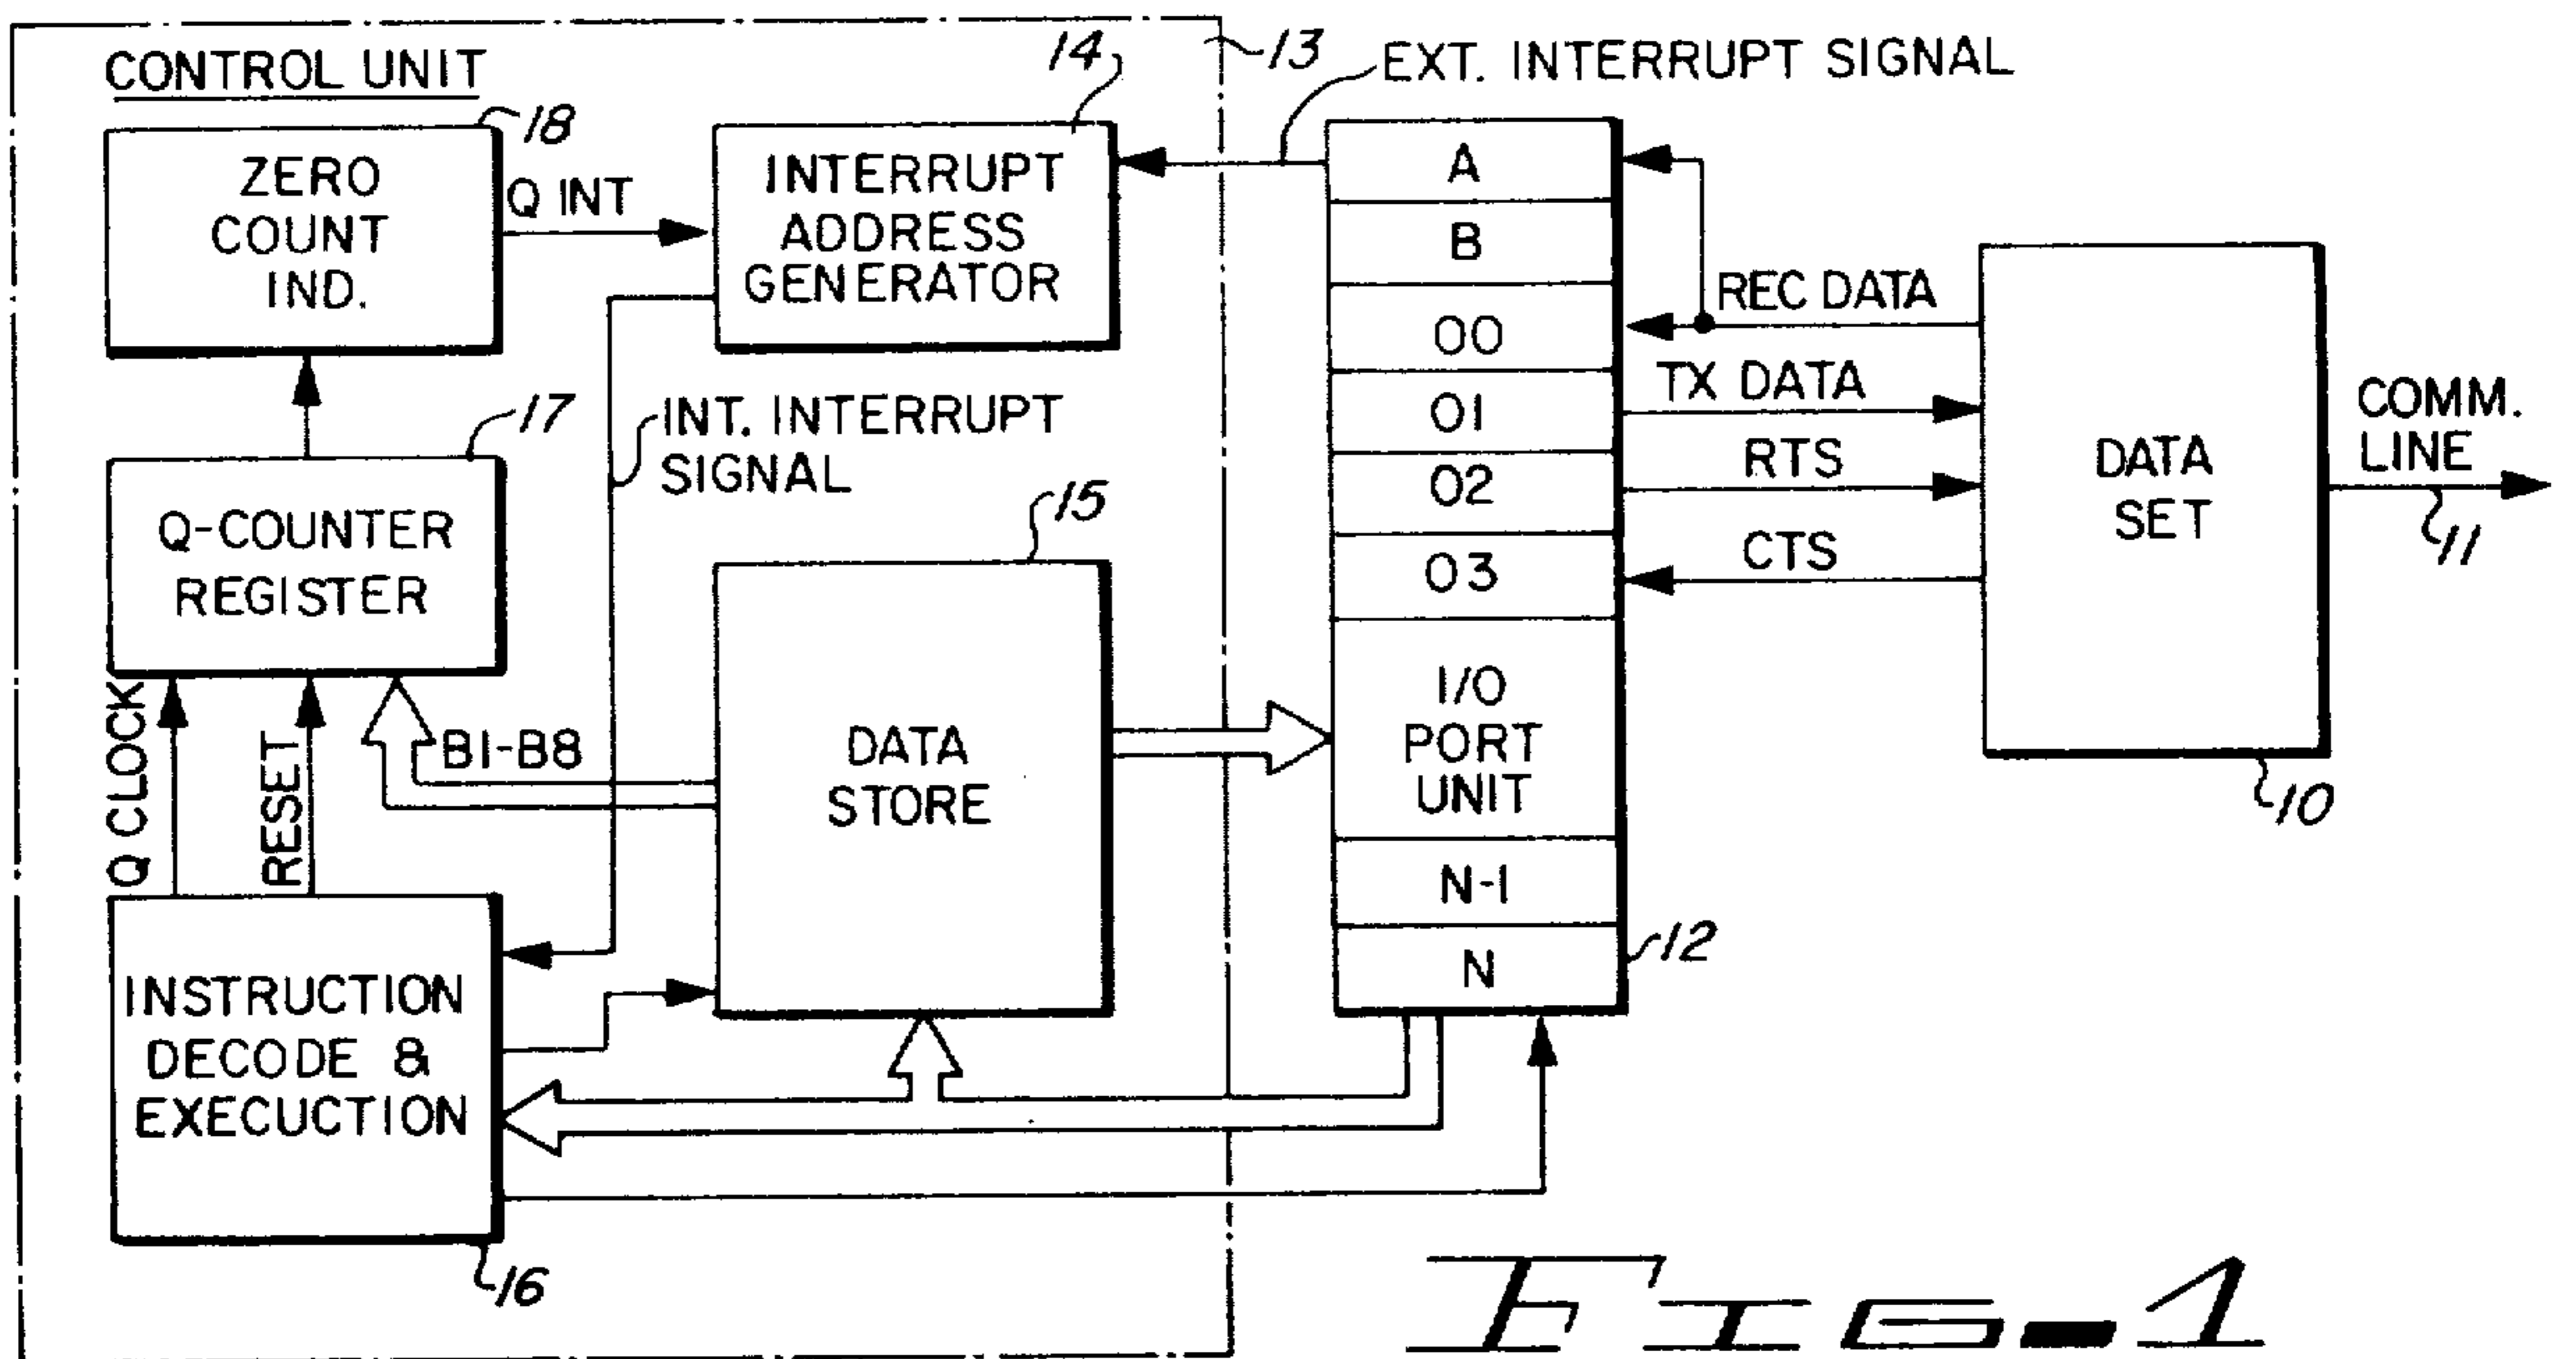 CONTROL UNIT
18
ZERO
COUNT
IND.
Q INT
14
INTERRUPT
ADDRESS
GENERATOR
13
EXT. INTERRUPT SIGNAL
17
Q-COUNTER
REGISTER
INT. INTERRUPT
SIGNAL
15
DATA
STORE
B1-B8
Q CLOCK
RESET
INSTRUCTION
DECODE &
EXECUCTION
16
A
B
00
01
02
03
I/O
PORT
UNIT
N-1
N
12
REC DATA
TX DATA
RTS
CTS
DATA
SET
10
COMM.
LINE
11
FIG-1